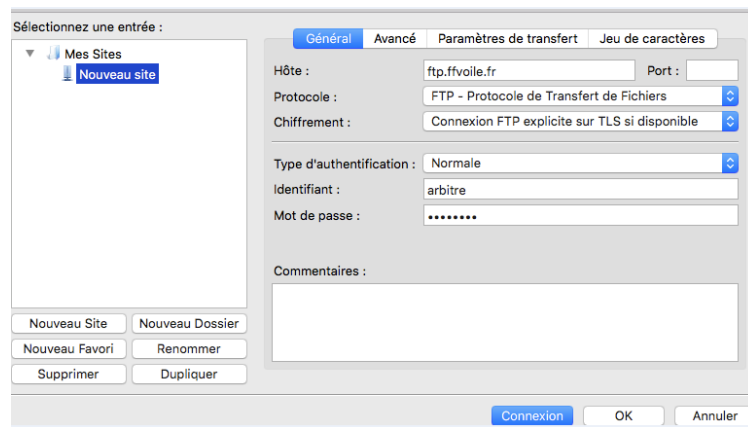 Sélectionnez une entrée :
Mes Sites
Nouveau site
Nouveau Site
Nouveau Dossier
Nouveau Favori
Renommer
Supprimer
Dupliquer
Général
Avancé
Paramètres de transfert
Jeu de caractères
Hôte :
ftp.ffvoile.fr
Port :
Protocole :
FTP - Protocole de Transfert de Fichiers
Chiffrement :
Connexion FTP explicite sur TLS si disponible
Type d'authentification :
Normale
Identifiant :
arbitre
Mot de passe :
••••••••
Commentaires :
Connexion
OK
Annuler